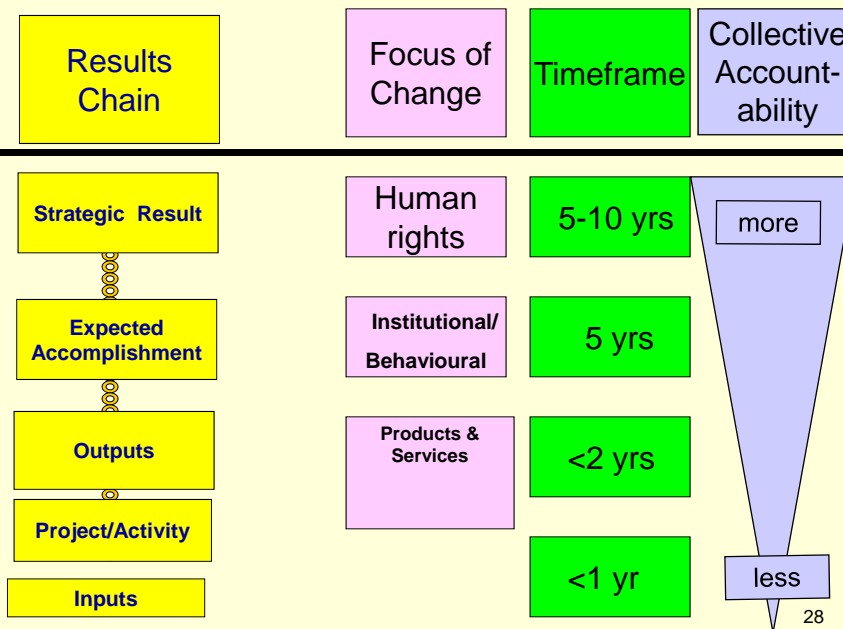 Results
Chain
Focus of
Change
Timeframe
Collective
Account-
ability
Strategic Result
Human
rights
5-10 yrs
more
Expected
Accomplishment
Institutional/
Behavioural
5 yrs
Outputs
Products &
Services
<2 yrs
Project/Activity
Inputs
<1 yr
less
28